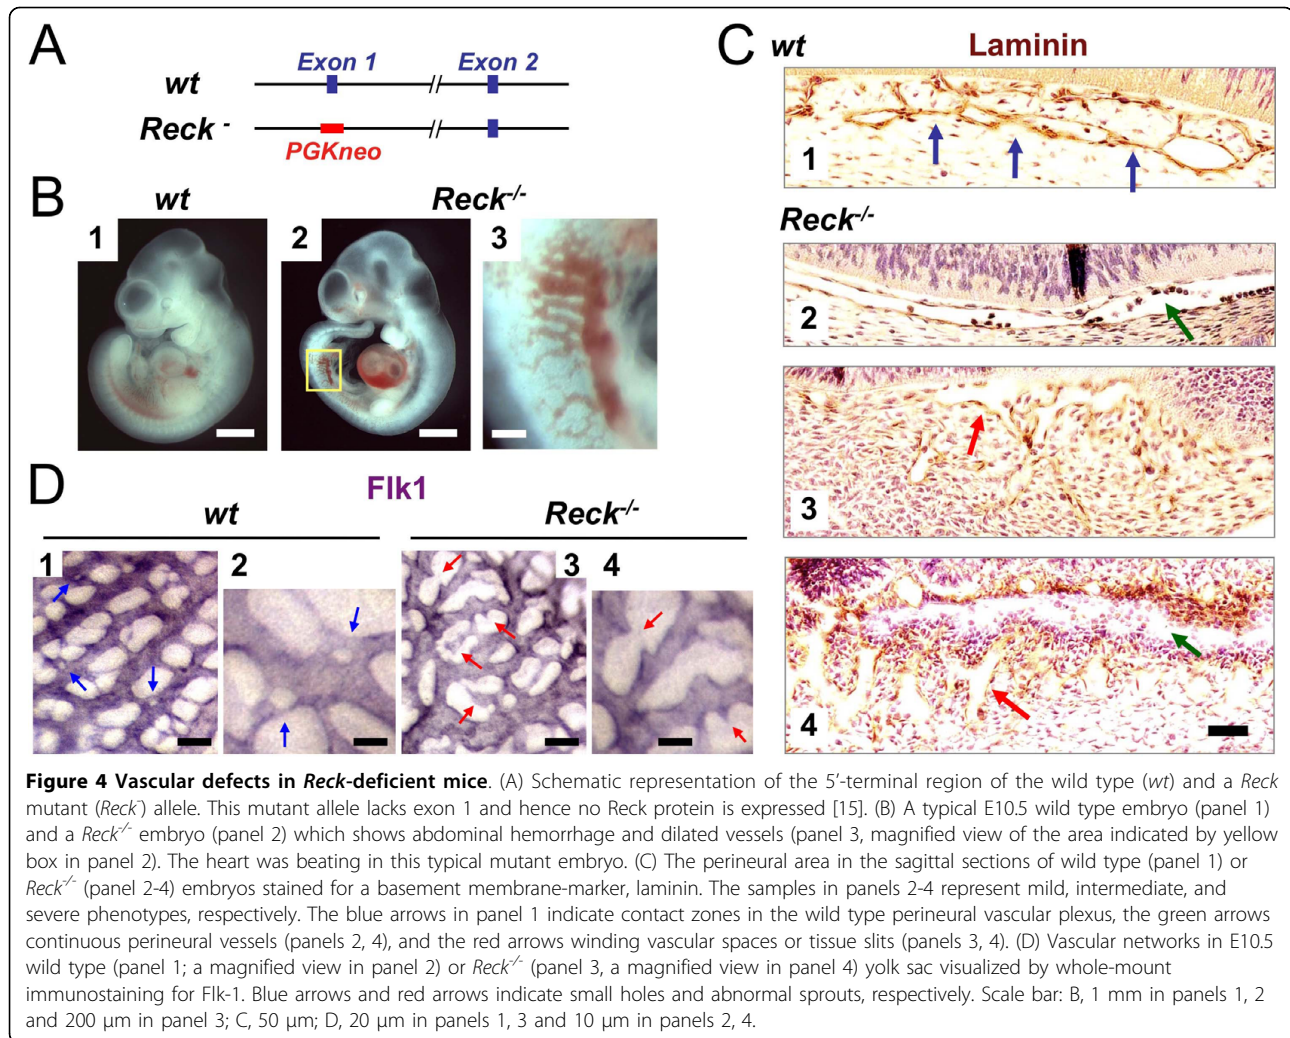 A
wt
Exon 1
Exon 2
//
Reck -
PGKneo
//
B
wt
Reck-/-
1
2
3
C
wt
Laminin
1
Reck-/-
2
3
4
D
Flk1
wt
Reck-/-
1
2
3
4
Figure 4 Vascular defects in Reck-deficient mice. (A) Schematic representation of the 5'-terminal region of the wild type (wt) and a Reck
mutant (Reck-) allele. This mutant allele lacks exon 1 and hence no Reck protein is expressed [15]. (B) A typical E10.5 wild type embryo (panel 1)
and a Reck-/- embryo (panel 2) which shows abdominal hemorrhage and dilated vessels (panel 3, magnified view of the area indicated by yellow
box in panel 2). The heart was beating in this typical mutant embryo. (C) The perineural area in the sagittal sections of wild type (panel 1) or
Reck-/- (panel 2-4) embryos stained for a basement membrane-marker, laminin. The samples in panels 2-4 represent mild, intermediate, and
severe phenotypes, respectively. The blue arrows in panel 1 indicate contact zones in the wild type perineural vascular plexus, the green arrows
continuous perineural vessels (panels 2, 4), and the red arrows winding vascular spaces or tissue slits (panels 3, 4). (D) Vascular networks in E10.5
wild type (panel 1; a magnified view in panel 2) or Reck-/- (panel 3, a magnified view in panel 4) yolk sac visualized by whole-mount
immunostaining for Flk-1. Blue arrows and red arrows indicate small holes and abnormal sprouts, respectively. Scale bar: B, 1 mm in panels 1, 2
and 200 μm in panel 3; C, 50 μm; D, 20 μm in panels 1, 3 and 10 μm in panels 2, 4.